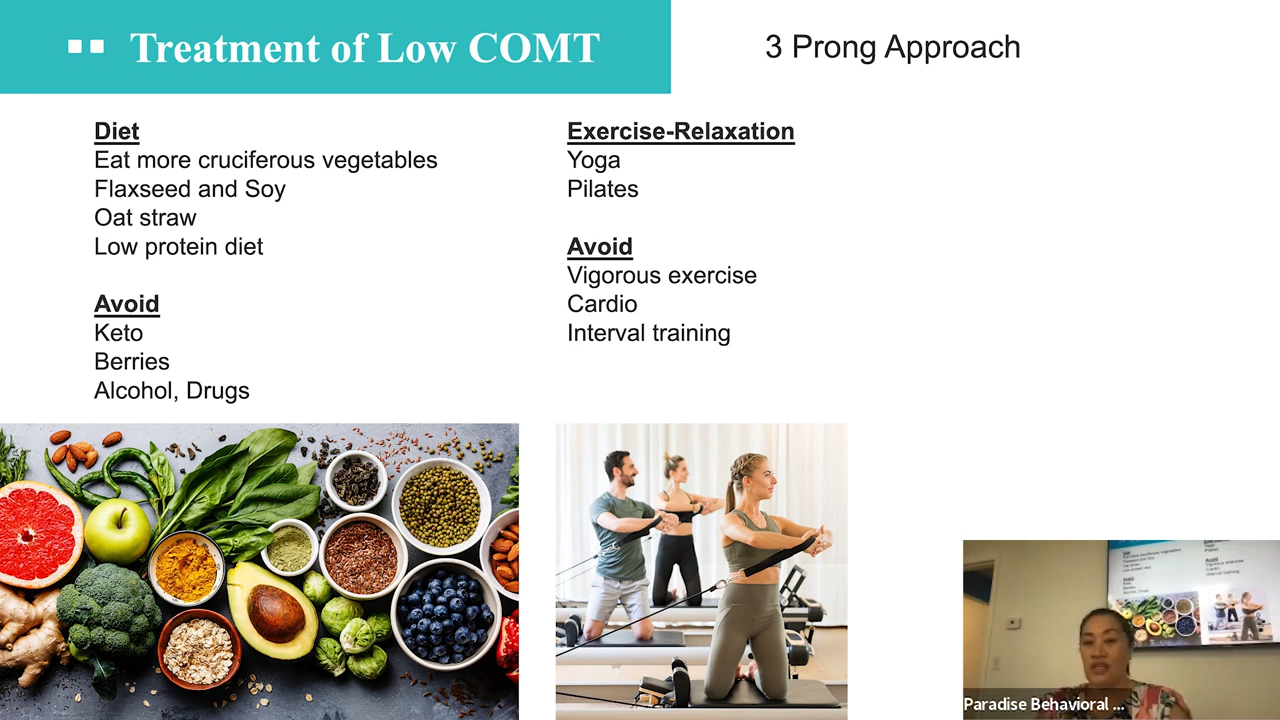 Treatment of Low COMT
3 Prong Approach
Diet
Eat more cruciferous vegetables
Flaxseed and Soy
Oat straw
Low protein diet
Avoid
Keto
Berries
Alcohol, Drugs
Exercise-Relaxation
Yoga
Pilates
Avoid
Vigorous exercise
Cardio
Interval training
Paradise Behavioral ...